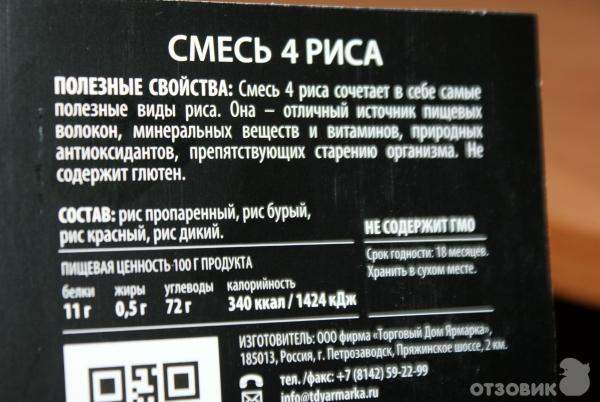 СМЕСЬ 4 РИСА
ПОЛЕЗНЫЕ СВОЙСТВА: Смесь 4 риса сочетает в себе самые
полезные виды риса. Она – отличный источник пищевых
волокон, минеральных веществ и витаминов, природных
антиоксидантов, препятствующих старению организма. Не
содержит глютен.
СОСТАВ: рис пропаренный, рис бурый,
рис красный, рис дикий.
ПИЩЕВАЯ ЦЕННОСТЬ 100 Г ПРОДУКТА
белки жиры углеводы калорийность
11 г 0,5 г 72 г 340 ккал / 1424 кДж
НЕ СОДЕРЖИТ ГМО
Срок годности: 18 месяцев.
Хранить в сухом месте.
ИЗГОТОВИТЕЛЬ: ООО фирма «Торговый Дом Ярмарка»,
185013, Россия, г. Петрозаводск, Пряжинское шоссе, 2 км.
тел./факс: +7 (8142) 59-22-99
info@tdyarmarka.ru
ОТЗОВИК